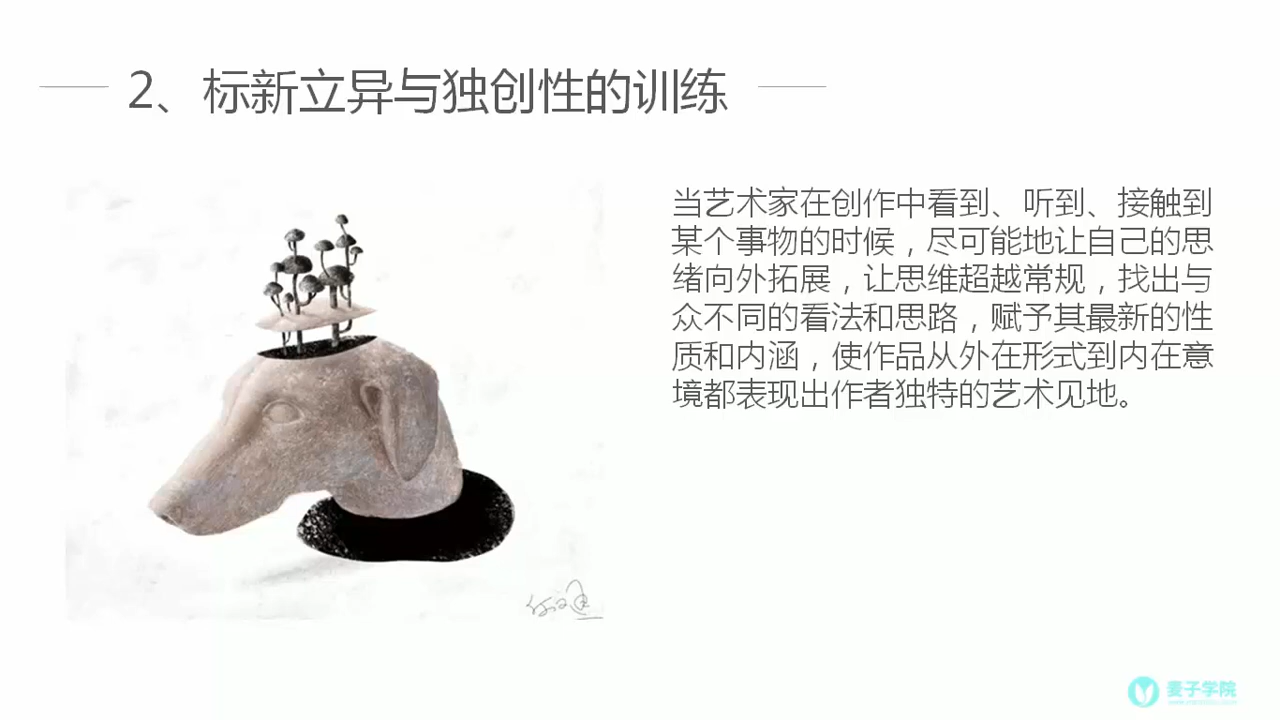 2、标新立异与独创性的训练
当艺术家在创作中看到、听到、接触到
某个事物的时候，尽可能地让自己的思
绪向外拓展，让思维超越常规，找出与
众不同的看法和思路，赋予其最新的性
质和内涵，使作品从外在形式到内在意
境都表现出作者独特的艺术见地。
麦子学院